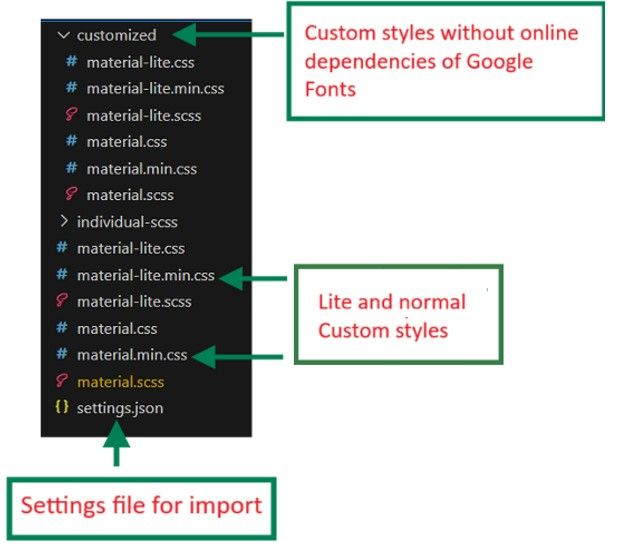 customized
Custom styles without online
dependencies of Google
Fonts
# material-lite.css
# material-lite.min.css
material-lite.scss
# material.css
# material.min.css
material.scss
individual-scss
# material-lite.css
# material-lite.min.css
material-lite.scss
# material.css
# material.min.css
material.scss
{} settings.json
Lite and normal
Custom styles
Settings file for import